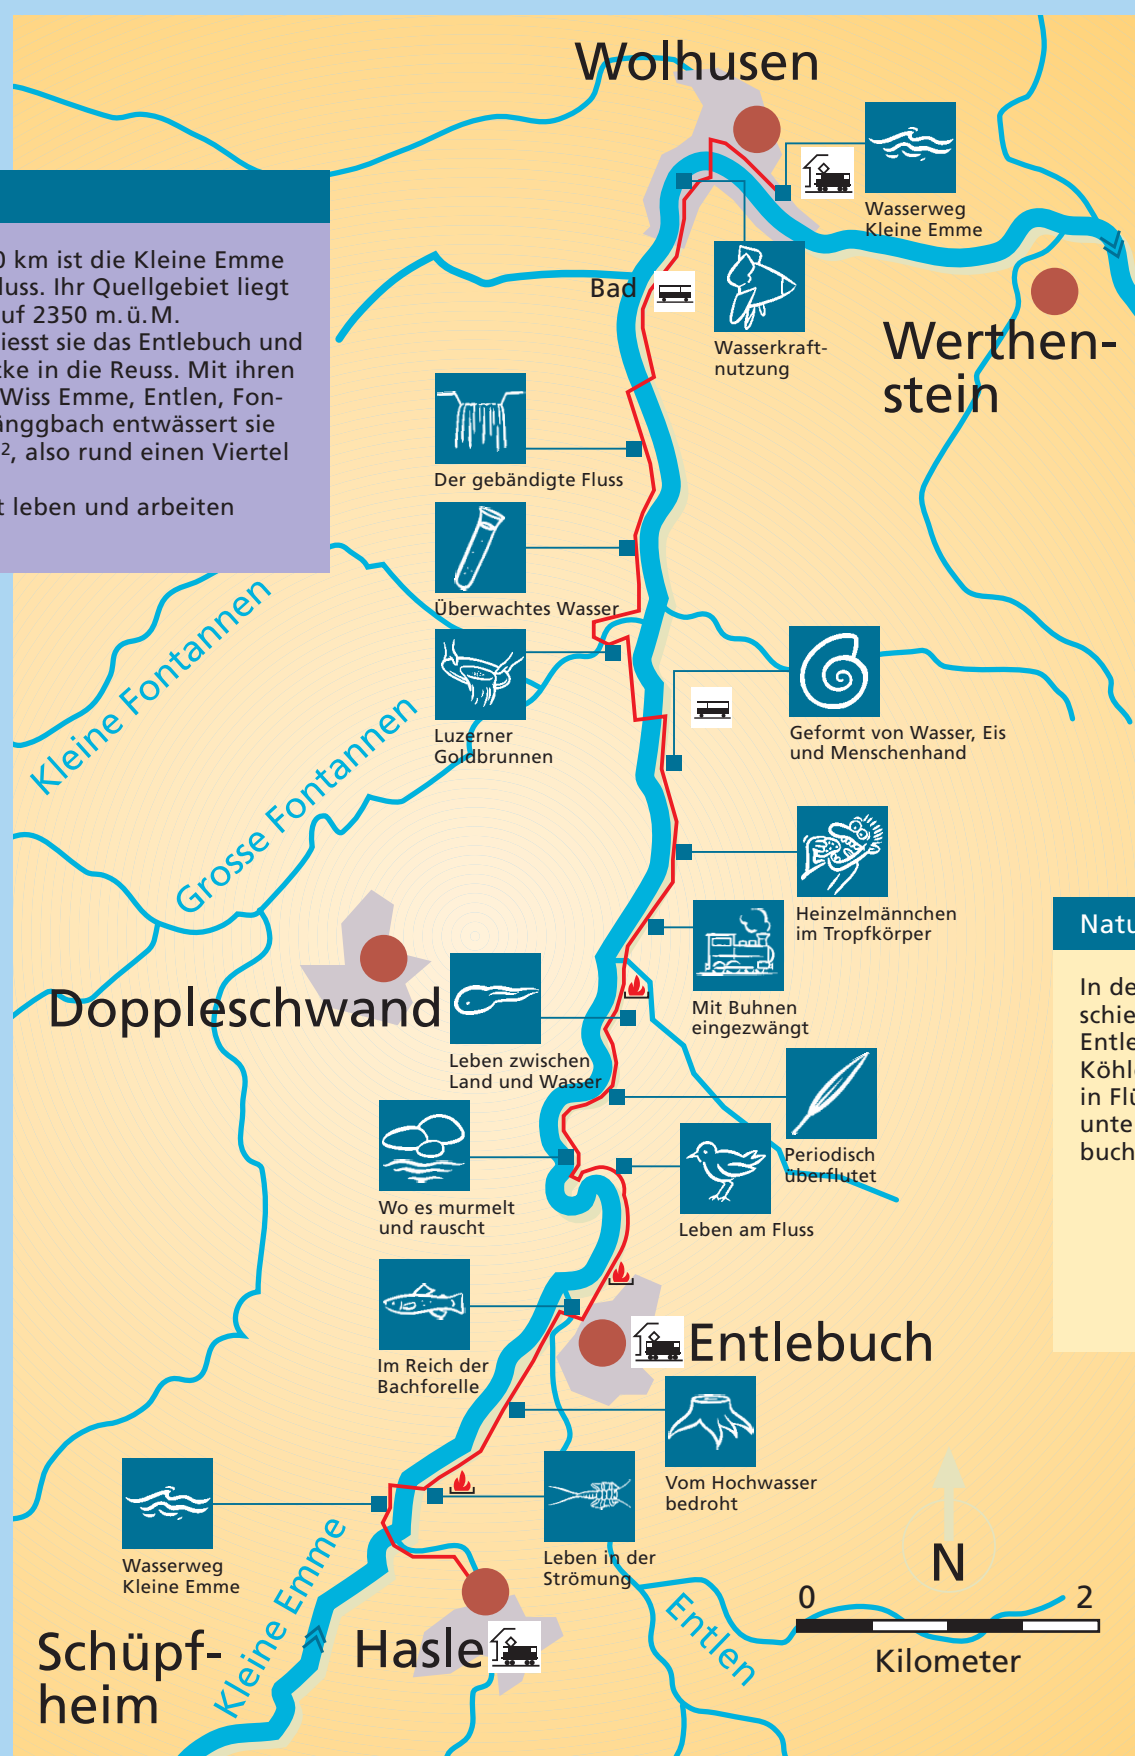 Wolhusen
Wasserweg
Kleine Emme
0 km ist die Kleine Emme
luss. Ihr Quellgebiet liegt
uf 2350 m.ü.M.
iesst sie das Entlebuch und
cke in die Reuss. Mit ihren
Wiss Emme, Entlen, Fon-
änggbach entwässert sie
², also rund einen Viertel
t leben und arbeiten
Bad
Wasserkraft-
nutzung
Werthen-
stein
Der gebändigte Fluss
Überwachtes Wasser
Kleine Fontannen
Luzerner
Goldbrunnen
Geformt von Wasser, Eis
und Menschenhand
Grosse Fontannen
Heinzelmännchen
im Tropfkörper
Doppleschwand
Mit Buhnen
eingezwängt
Natu
In de
schie
Entle
Köhle
in Flü
unte
buch
Leben zwischen
Land und Wasser
Periodisch
überflutet
Wo es murmelt
und rauscht
Leben am Fluss
Entlebuch
Im Reich der
Bachforelle
Vom Hochwasser
bedroht
Wasserweg
Kleine Emme
Leben in der
Strömung
Kleine Emme
Entlen
N
0 2
Kilometer
Schüpf-
heim
Hasle